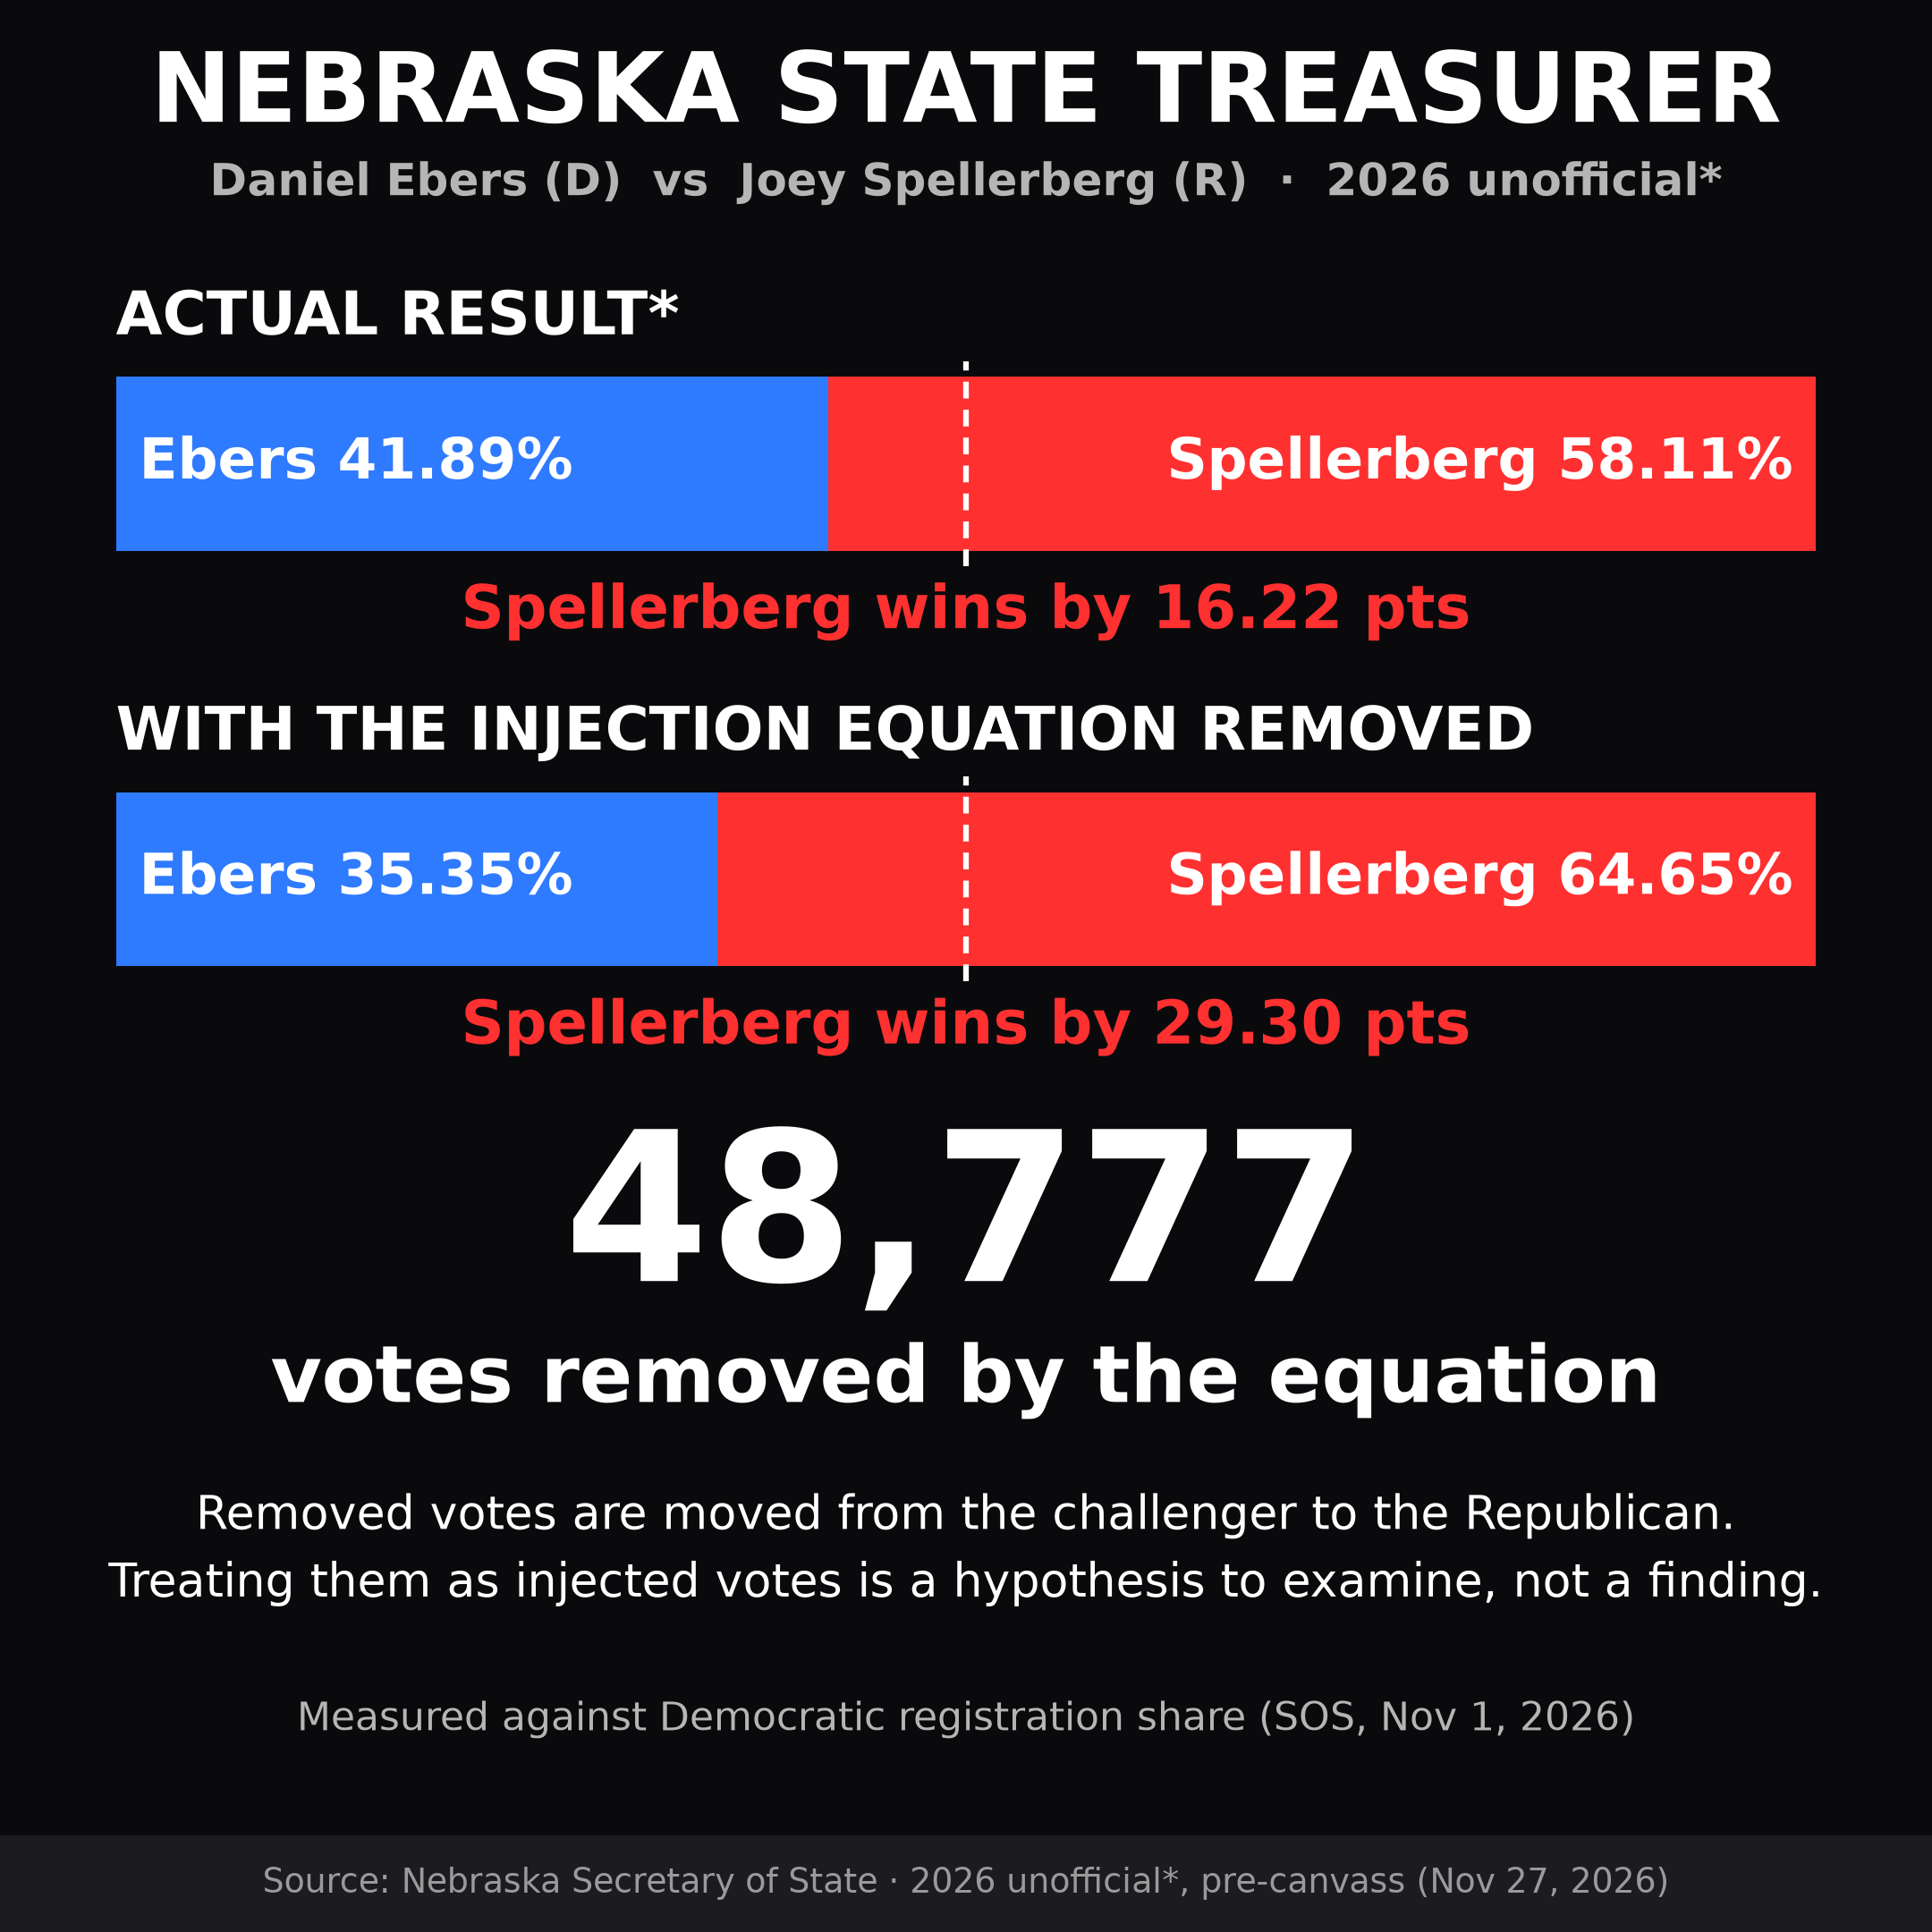 NEBRASKA STATE TREASURER
Daniel Ebers (D) vs Joey Spellerberg (R) · 2026 unofficial*
ACTUAL RESULT*
Ebers 41.89% Spellerberg 58.11%
Spellerberg wins by 16.22 pts
WITH THE INJECTION EQUATION REMOVED
Ebers 35.35% Spellerberg 64.65%
Spellerberg wins by 29.30 pts
48,777
votes removed by the equation
Removed votes are moved from the challenger to the Republican.
Treating them as injected votes is a hypothesis to examine, not a finding.
Measured against Democratic registration share (SOS, Nov 1, 2026)
Source: Nebraska Secretary of State · 2026 unofficial*, pre-canvass (Nov 27, 2026)